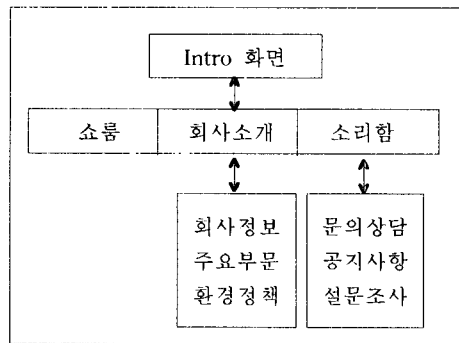 Intro 화면
쇼룸 회사소개 소리함
회사정보 문의상담
주요부문 공지사항
환경정책 설문조사